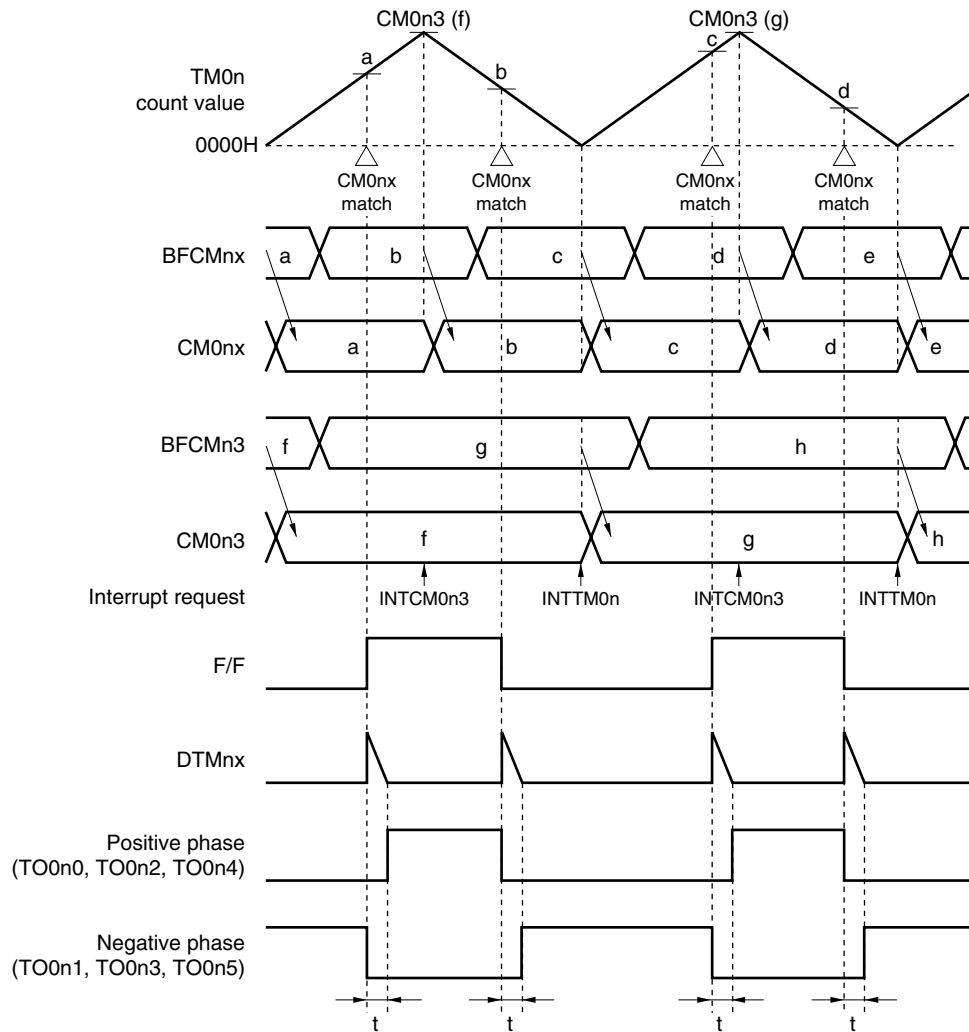 CM0n3 (f) CM0n3 (g)
a b c d
TM0n
count value
0000H
CM0nx
match
CM0nx
match
CM0nx
match
CM0nx
match
BFCMnx a b c d e
CM0nx a b c d e
BFCMn3 f g h
CM0n3 f g h
Interrupt request INTCM0n3 INTTM0n INTCM0n3 INTTM0n
F/F
DTMnx
Positive phase
(TO0n0, TO0n2, TO0n4)
Negative phase
(TO0n1, TO0n3, TO0n5)
t t t t